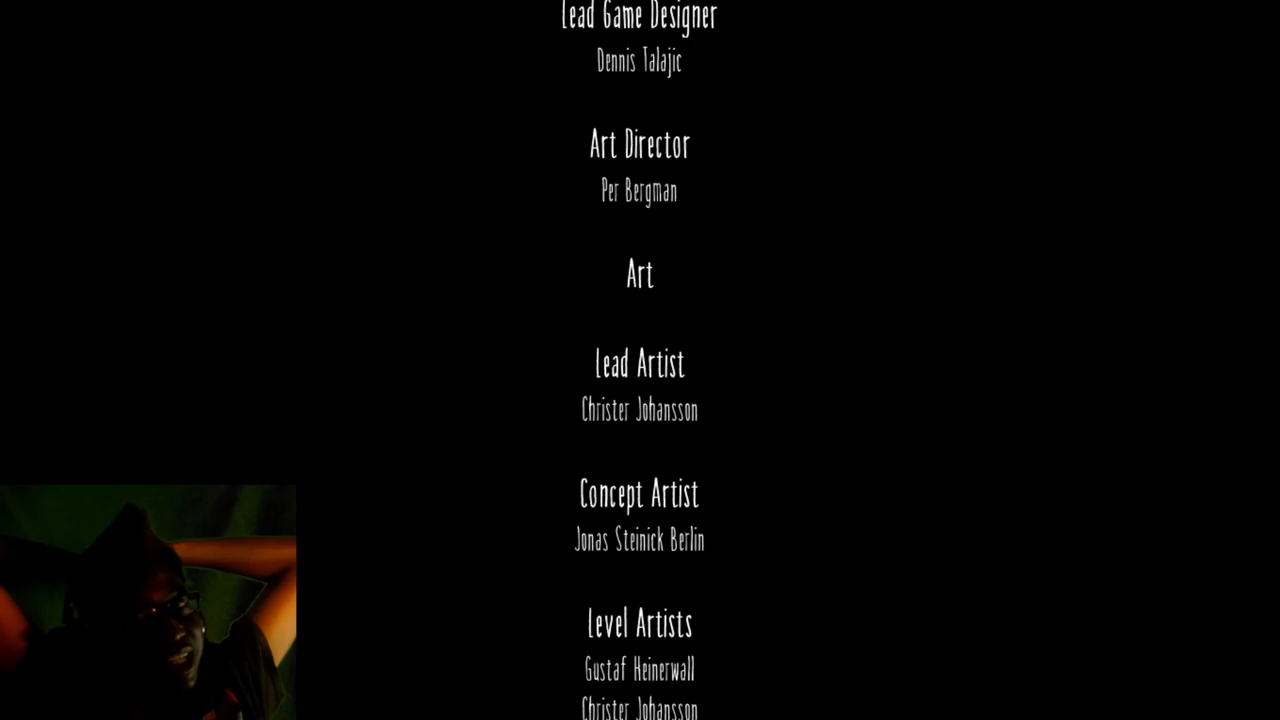 Lead Game Designer
Dennis Talajic
Art Director
Per Bergman
Art
Lead Artist
Christer Johansson
Concept Artist
Jonas Steinick Berlin
Level Artists
Gustaf Heinerwall
Christer Johansson